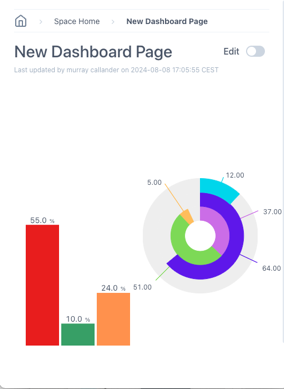 Space Home > New Dashboard Page
New Dashboard Page Edit
Last updated by murray callander on 2024-08-08 17:05:55 CEST
12.00
5.00
37.00
55.0 %
64.00
24.0 %
51.00
10.0 %